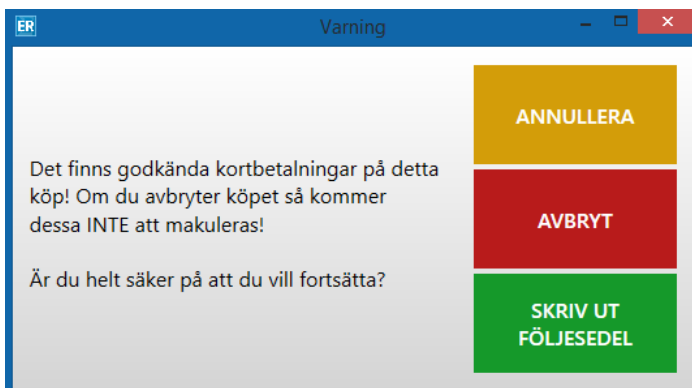 ER
Varning
ANNULLERA
Det finns godkända kortbetalningar på detta
köp! Om du avbryter köpet så kommer
dessa INTE att makuleras!
AVBRYT
Är du helt säker på att du vill fortsätta?
SKRIV UT
FÖLJESEDEL